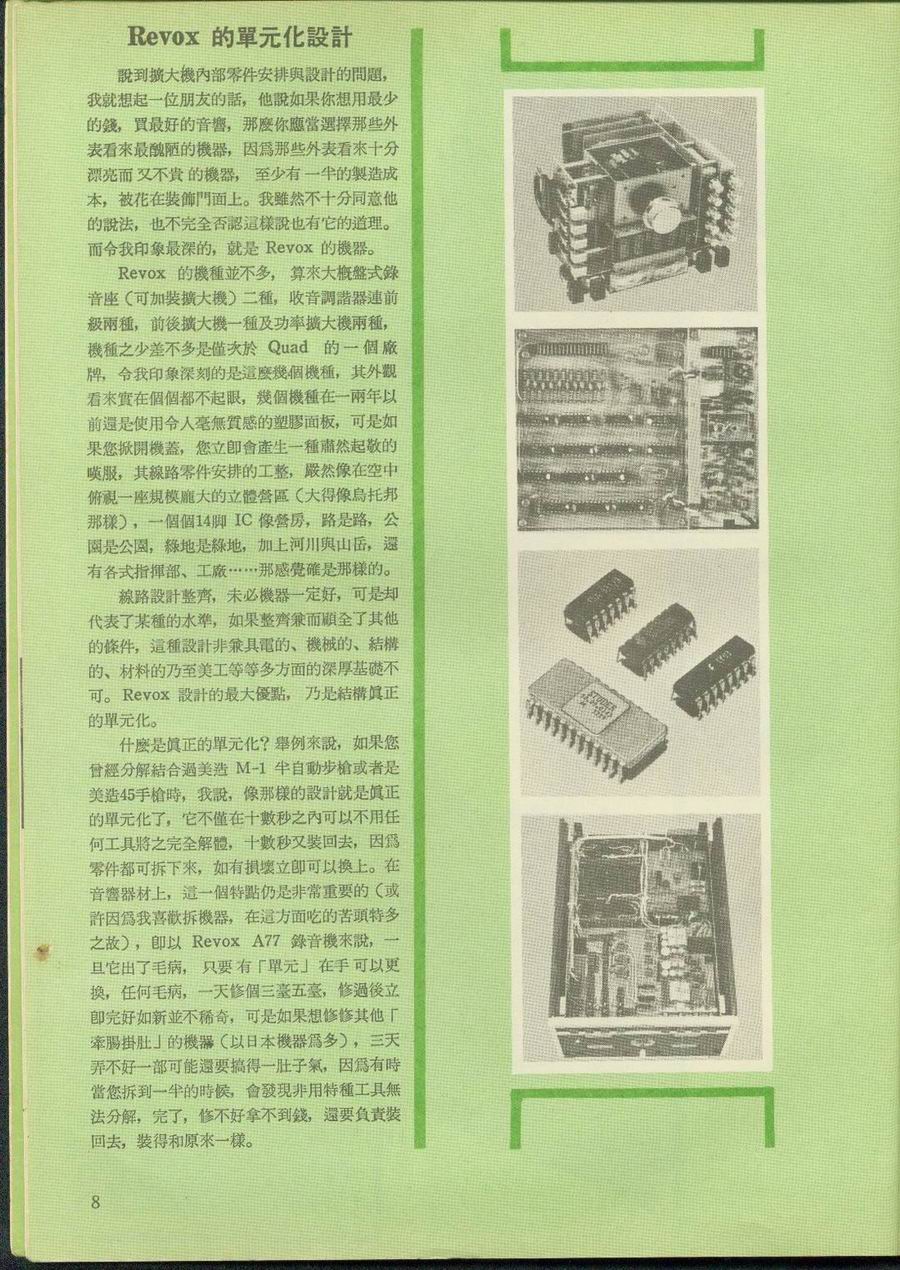 Revox 的單元化設計
說到擴大機內部零件安排與設計的問題，
我就想起一位朋友的話，他說如果你想用最少
的錢，買最好的音響，那麼你應當選擇那些外
表看來最醜陋的機器，因爲那些外表看來十分
漂亮而又不貴的機器，至少有一半的製造成
本，被花在裝飾門面上。我雖然不十分同意他
的說法，也不完全否認這樣說也有它的道理。
而令我印象最深的，就是 Revox 的機器。
Revox 的機種並不多，算來大概盤式錄
音座（可加裝擴大機）二種，收音調諧器連前
級兩種，前後擴大機一種及功率擴大機兩種，
機種之少差不多是僅次於 Quad 的一個廠
牌，令我印象深刻的是這麼幾個機種，其外觀
看來實在個個都不起眼，幾個機種在一兩年以
前還是使用令人毫無質感的塑膠面板，可是如
果您掀開機蓋，您立卽會產生一種肅然起敬的
嘆服，其線路零件安排的工整，嚴然像在空中
俯視一座規模龐大的立體營區（大得像烏托邦
那樣），一個個14脚 IC 像營房，路是路，公
園是公園，綠地是綠地，加上河川與山岳，還
有各式指揮部、工廠……那感覺確是那樣的。
線路設計整齊，未必機器一定好，可是却
代表了某種的水準，如果整齊兼而顧全了其他
的條件，這種設計非兼具電的、機械的、結構
的、材料的乃至美工等等多方面的深厚基礎不
可。Revox 設計的最大優點，乃是結構眞正
的單元化。
什麼是眞正的單元化？舉例來說，如果您
曾經分解結合過美造 M-1 半自動步槍或者是
美造45手槍時，我說，像那樣的設計就是眞正
的單元化了，它不僅在十數秒之內可以不用任
何工具將之完全解體，十數秒又裝回去，因爲
零件都可拆下來，如有損壞立卽可以換上。在
音響器材上，這一個特點仍是非常重要的（或
許因爲我喜歡拆機器，在這方面吃的苦頭特多
之故），卽以 Revox A77 錄音機來說，一
旦它出了毛病，只要有「單元」在手可以更
換，任何毛病，一天修個三臺五臺，修過後立
卽完好如新並不稀奇，可是如果想修修其他「
牽腸掛肚」的機器（以日本機器爲多），三天
弄不好一部可能還要搞得一肚子氣，因爲有時
當您拆到一半的時候，會發現非用特種工具無
法分解，完了，修不好拿不到錢，還要負責裝
回去，裝得和原來一樣。
8